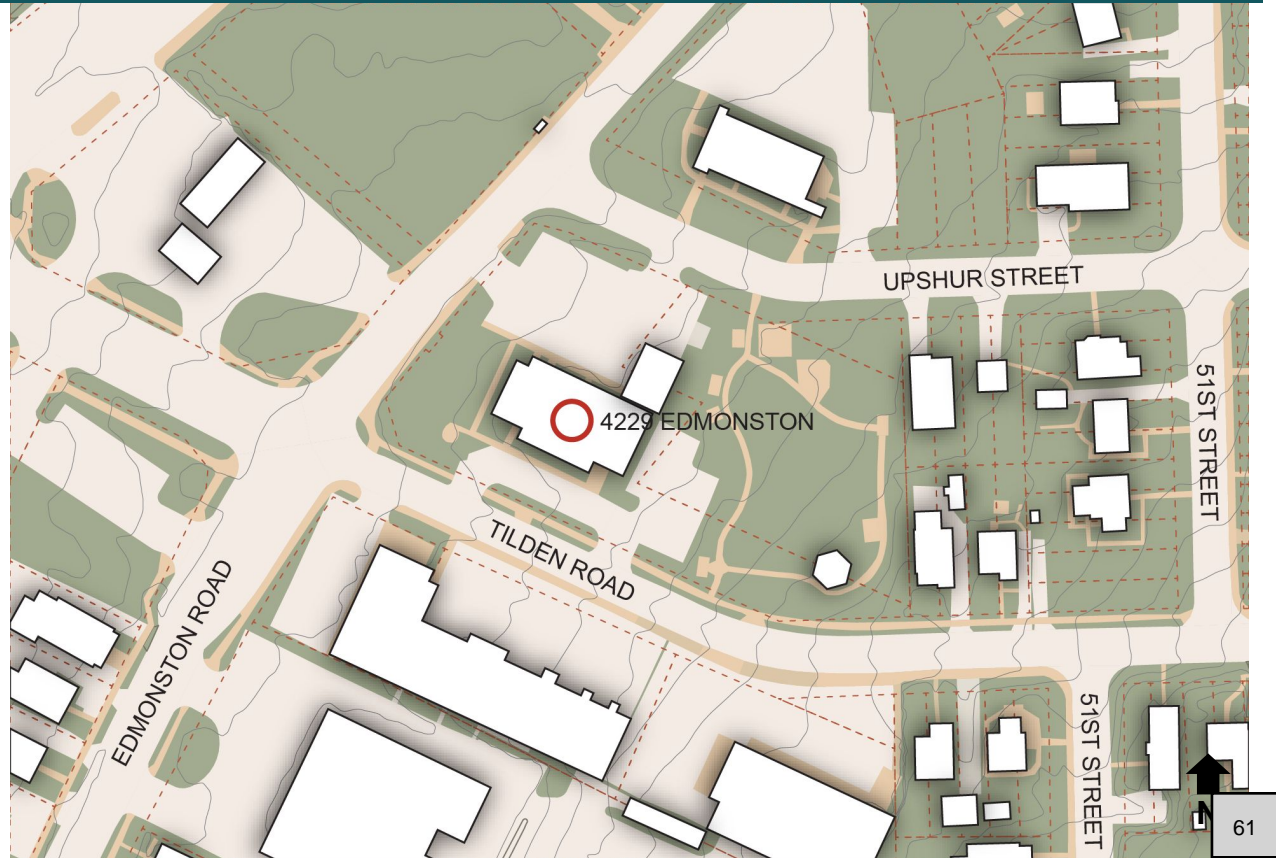 UPSHUR STREET
51ST STREET
4229 EDMONSTON
TILDEN ROAD
EDMONSTON ROAD
51ST STREET
N
61